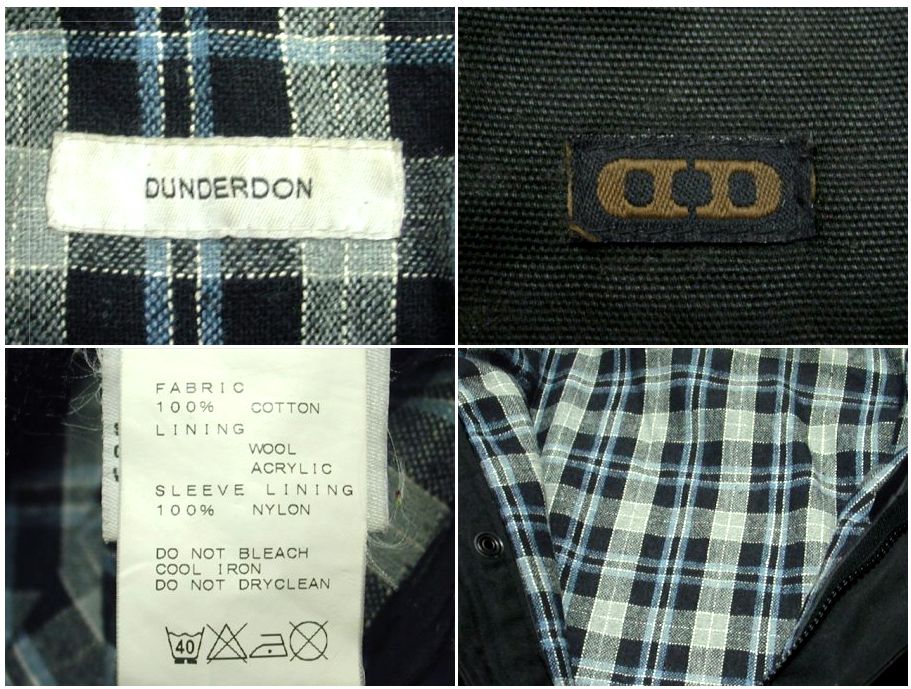 DUNDERDON
FABRIC
100% COTTON
LINING
WOOL
ACRYLIC
SLEEVE LINING
100% NYLON
DO NOT BLEACH
COOL IRON
DO NOT DRYCLEAN
40